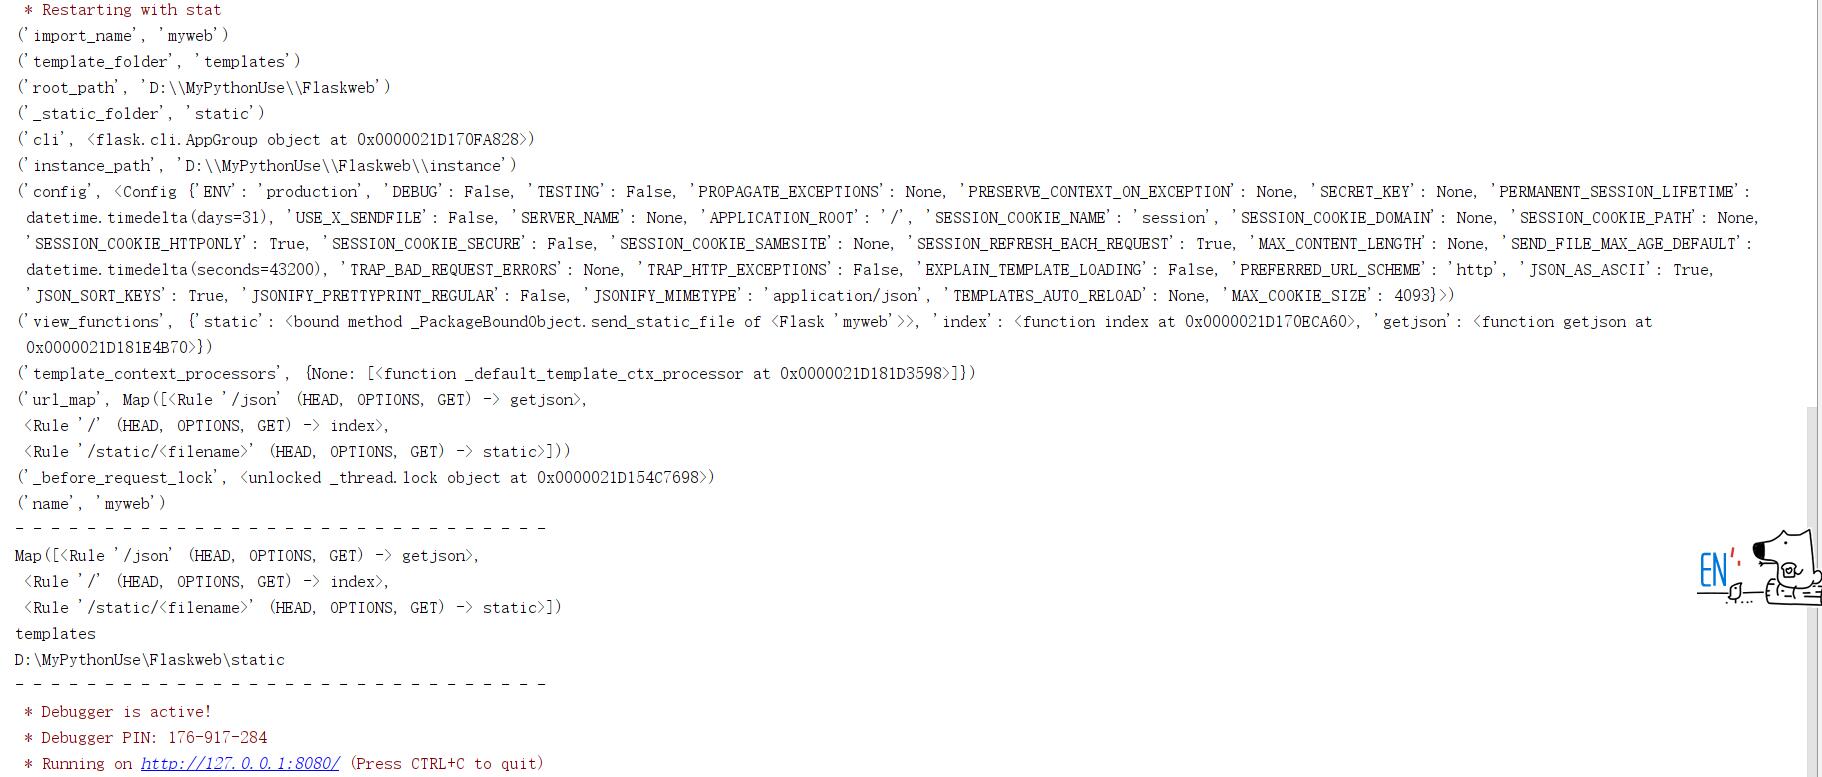 * Restarting with stat
('import_name', 'myweb')
('template_folder', 'templates')
('root_path', 'D:\\MyPythonUse\\Flaskweb')
('_static_folder', 'static')
('cli', <flask.cli.AppGroup object at 0x0000021D170FA828>)
('instance_path', 'D:\\MyPythonUse\\Flaskweb\\instance')
('config', <Config {'ENV': 'production', 'DEBUG': False, 'TESTING': False, 'PROPAGATE_EXCEPTIONS': None, 'PRESERVE_CONTEXT_ON_EXCEPTION': None, 'SECRET_KEY': None, 'PERMANENT_SESSION_LIFETIME':
datetime.timedelta(days=31), 'USE_X_SENDFILE': False, 'SERVER_NAME': None, 'APPLICATION_ROOT': '/', 'SESSION_COOKIE_NAME': 'session', 'SESSION_COOKIE_DOMAIN': None, 'SESSION_COOKIE_PATH': None,
'SESSION_COOKIE_HTTPONLY': True, 'SESSION_COOKIE_SECURE': False, 'SESSION_COOKIE_SAMESITE': None, 'SESSION_REFRESH_EACH_REQUEST': True, 'MAX_CONTENT_LENGTH': None, 'SEND_FILE_MAX_AGE_DEFAULT':
datetime.timedelta(seconds=43200), 'TRAP_BAD_REQUEST_ERRORS': None, 'TRAP_HTTP_EXCEPTIONS': False, 'EXPLAIN_TEMPLATE_LOADING': False, 'PREFERRED_URL_SCHEME': 'http', 'JSON_AS_ASCII': True,
'JSON_SORT_KEYS': True, 'JSONIFY_PRETTYPRINT_REGULAR': False, 'JSONIFY_MIMETYPE': 'application/json', 'TEMPLATES_AUTO_RELOAD': None, 'MAX_COOKIE_SIZE': 4093}>)
('view_functions', {'static': <bound method _PackageBoundObject.send_static_file of <Flask 'myweb'>>, 'index': <function index at 0x0000021D170ECA60>, 'getjson': <function getjson at
0x0000021D181E4B70>})
('template_context_processors', {None: [<function _default_template_ctx_processor at 0x0000021D181D3598>]})
('url_map', Map([<Rule '/json' (HEAD, OPTIONS, GET) -> getjson>,
<Rule '/' (HEAD, OPTIONS, GET) -> index>,
<Rule '/static/<filename>' (HEAD, OPTIONS, GET) -> static>]))
('_before_request_lock', <unlocked _thread.lock object at 0x0000021D154C7698>)
('name', 'myweb')
- - - - - - - - - - - - - - - - - - - - - - - - - - - - - -
Map([<Rule '/json' (HEAD, OPTIONS, GET) -> getjson>,
<Rule '/' (HEAD, OPTIONS, GET) -> index>,
<Rule '/static/<filename>' (HEAD, OPTIONS, GET) -> static>])
EN
templates
D:\MyPythonUse\Flaskweb\static
- - - - - - - - - - - - - - - - - - - - - - - - - - - - - -
* Debugger is active!
* Debugger PIN: 176-917-284
* Running on http://127.0.0.1:8080/ (Press CTRL+C to quit)